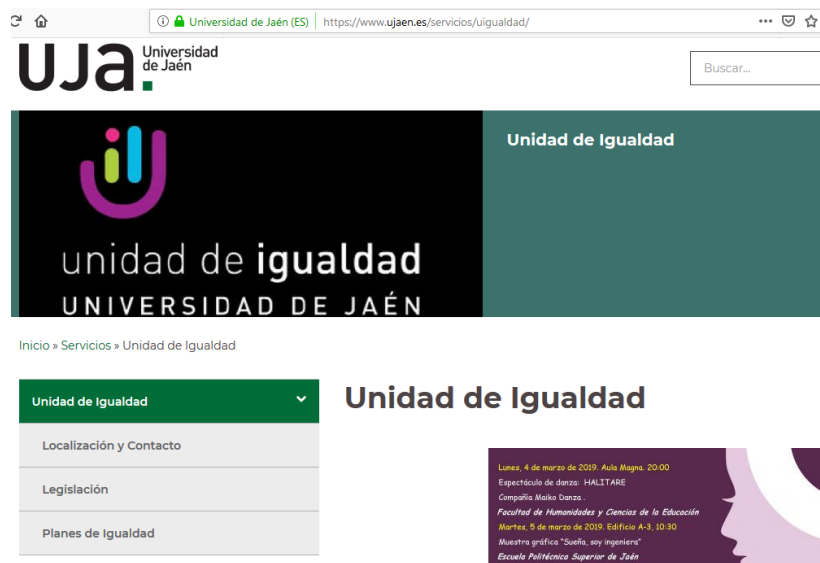 Universidad de Jaén (ES)
https://www.ujaen.es/servicios/uigualdad/
UJa.
Universidad
de Jaén
Buscar...
Unidad de Igualdad
unidad de igualdad
UNIVERSIDAD DE JAÉN
Inicio » Servicios » Unidad de Igualdad
Unidad de Igualdad
Unidad de Igualdad
Localización y Contacto
Legislación
Planes de Igualdad
Lunes, 4 de marzo de 2019. Aula Magna. 20:00
Espectáculo de danza: HALITARE
Compañía Maiko Danza .
Facultad de Humanidades y Ciencias de la Educación
Martes, 5 de marzo de 2019. Edificio A-3, 10:30
Muestra gráfica "Sueña, soy ingeniera"
Escuela Politécnica Superior de Jaén